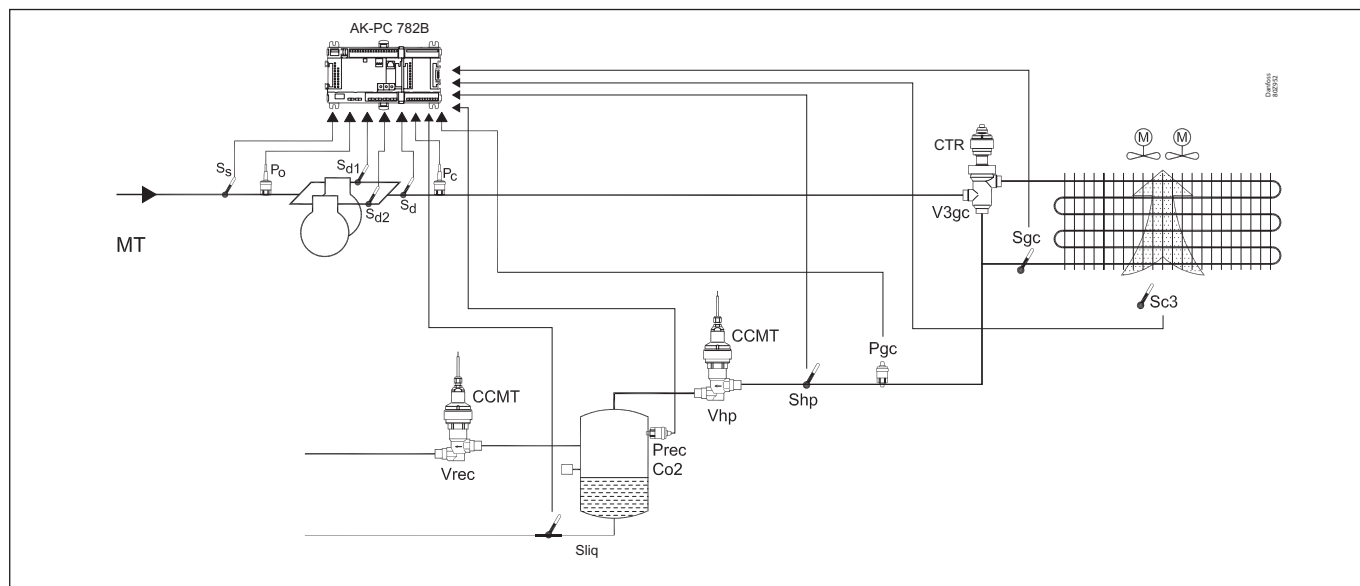 AK-PC 782B
Danfoss
80Z952
CTR
M M
Ss
Po
Sd1
Sd2
Sd
Pc
V3gc
MT
Sgc
Sc3
CCMT
Pgc
CCMT
Vhp
Shp
Vrec
Prec
Co2
Sliq